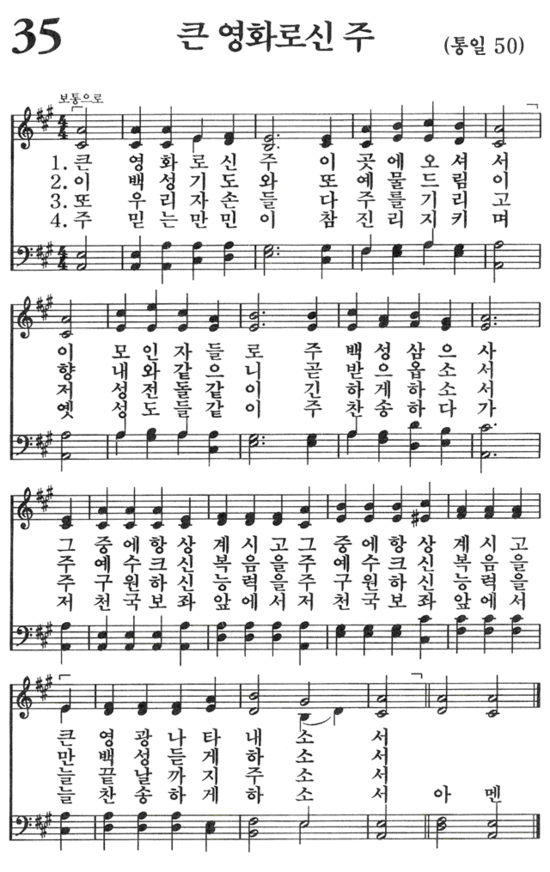 35 큰 영화로신 주 (통일 50)
보통으로
1. 큰 영 화 로 신 주 이 곳 에 오 셔 서
2. 이 백 성 기 도 와 또 예 물 드 림 이
3. 또 우 리 자 손 들 다 주 를 기 리 고
4. 주 믿 는 만 민 이 참 진 리 지 키 며
이 모 인 자 들 로 주 백 성 삼 으 사
향 내 와 같 으 니 곧 받 으 옵 소 서
저 성 전 돌 같 이 긴 하 게 하 소 서
옛 성 도 들 같 이 주 찬 송 하 다 가
그 중 에 항 상 계 시 고 그 중 에 항 상 계 시 고
주 예 수 크 신 복 음 을 주 예 수 크 신 복 음 을
주 구 원 하 신 능 력 을 주 구 원 하 신 능 력 을
저 천 국 보 좌 앞 에 서 저 천 국 보 좌 앞 에 서
큰 영 광 나 타 내 소 서
만 백 성 듣 게 하 소 서
늘 끝 날 까 지 주 소 서
늘 찬 송 하 게 하 소 서 아 멘